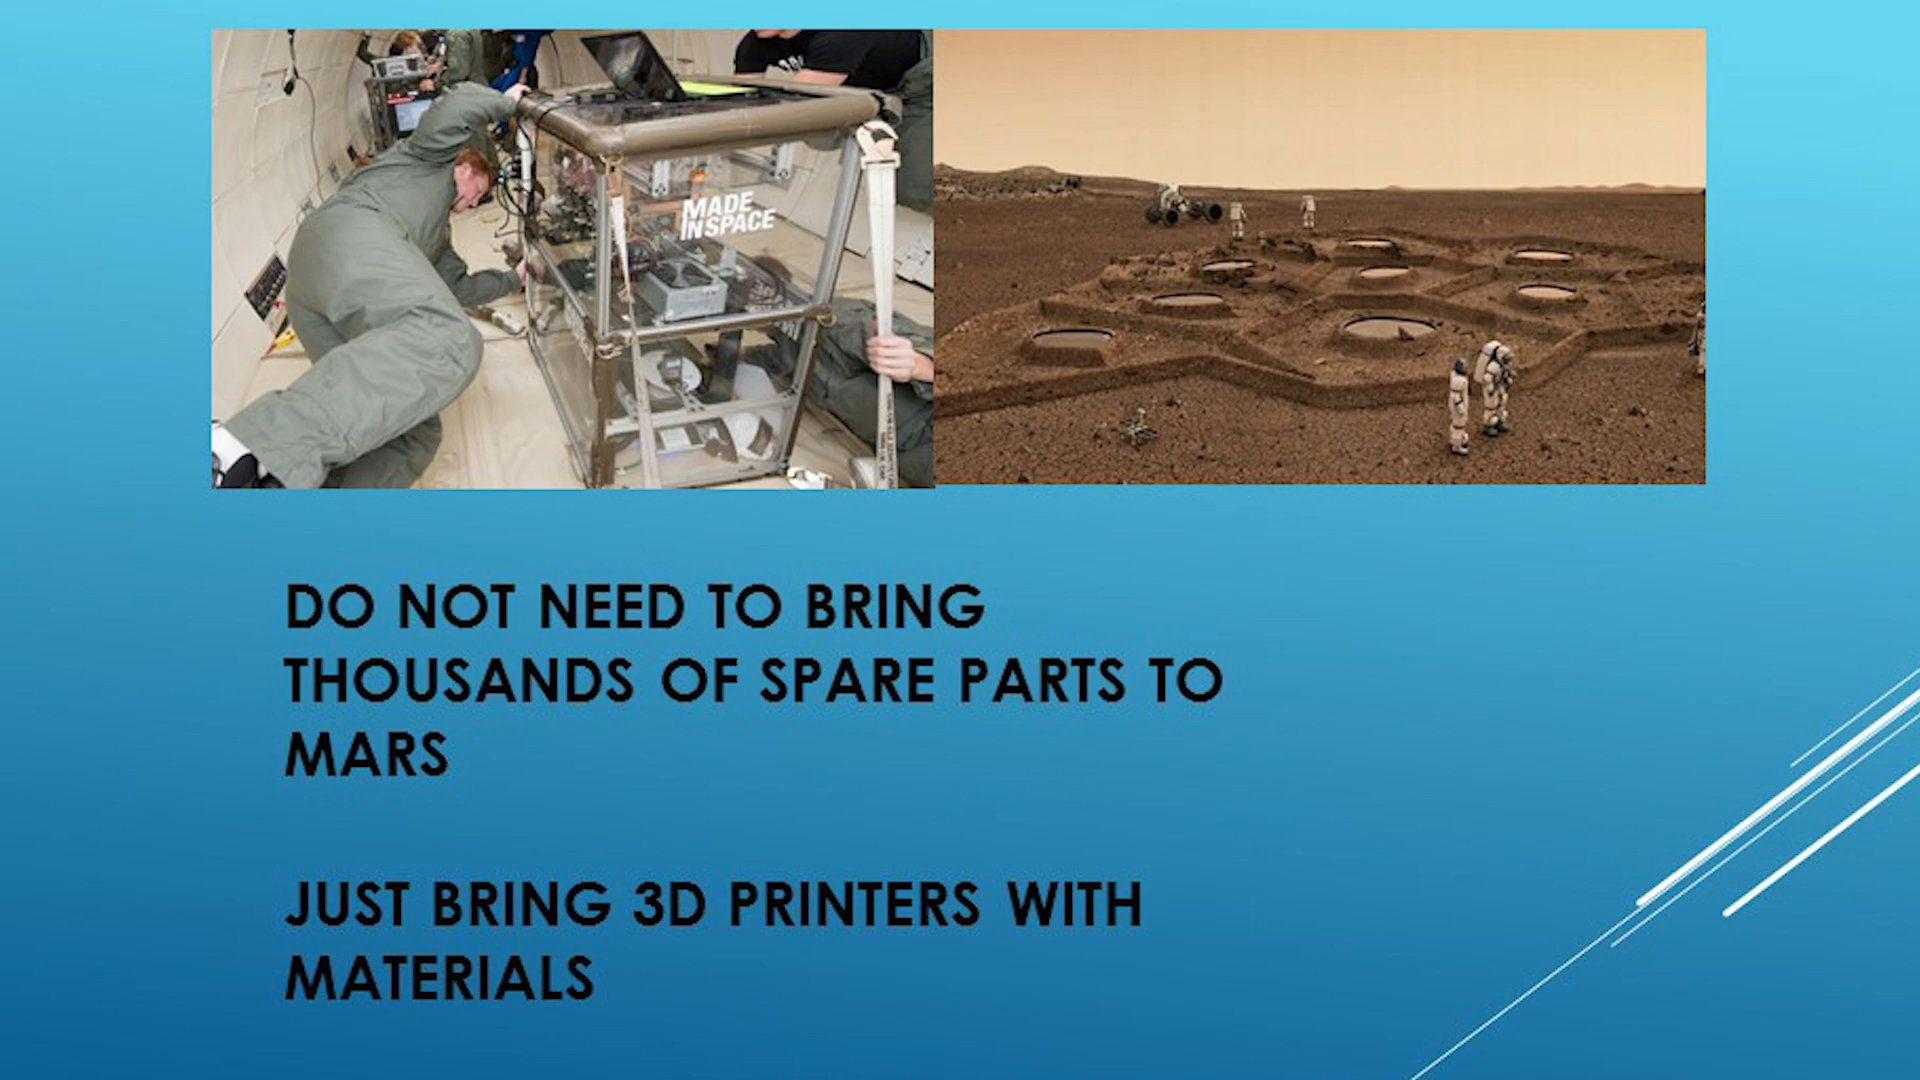 MADE
IN SPACE
DO NOT NEED TO BRING
THOUSANDS OF SPARE PARTS TO
MARS
JUST BRING 3D PRINTERS WITH
MATERIALS